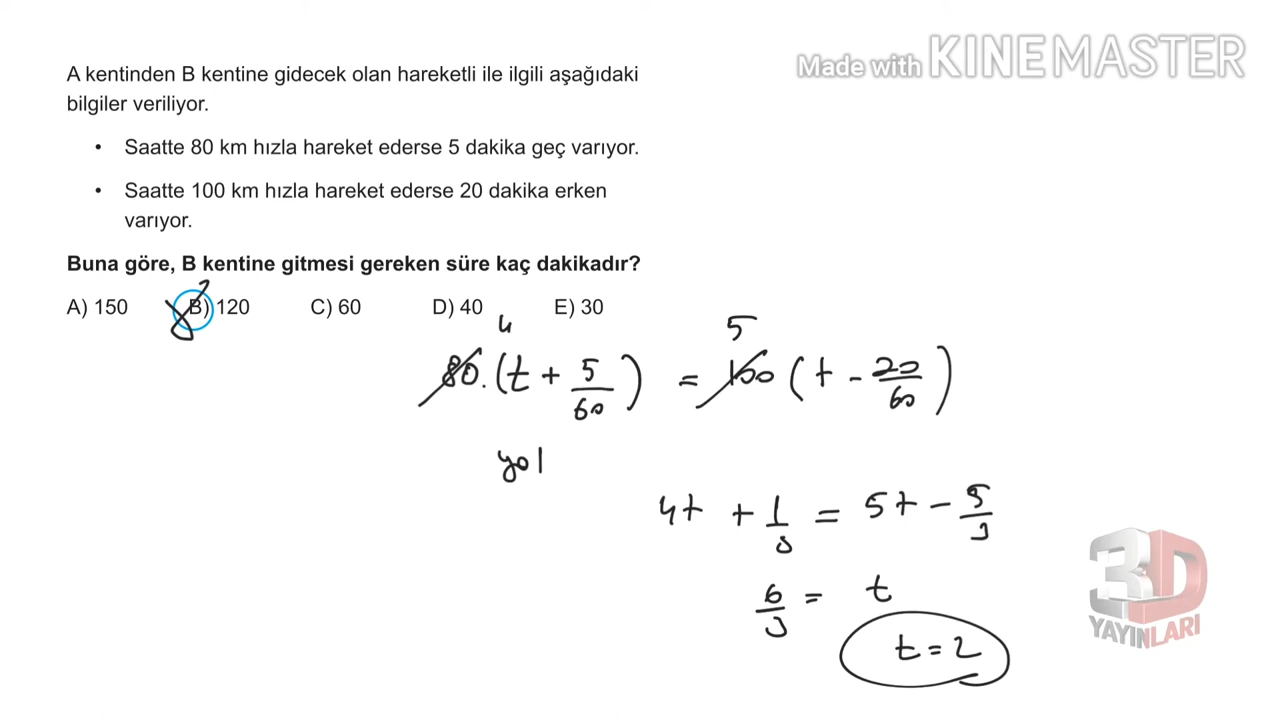 Made with KINEMASTER
A kentinden B kentine gidecek olan hareketli ile ilgili aşağıdaki
bilgiler veriliyor.
• Saatte 80 km hızla hareket ederse 5 dakika geç varıyor.
• Saatte 100 km hızla hareket ederse 20 dakika erken
varıyor.
Buna göre, B kentine gitmesi gereken süre kaç dakikadır?
A) 150 B) 120 C) 60 D) 40 E) 30
4 5
80.(t + 5/60) = 100(t - 20/60)
yol
4t + 1/3 = 5t - 5/3
6/3 = t
t = 2
3D
YAYINLARI